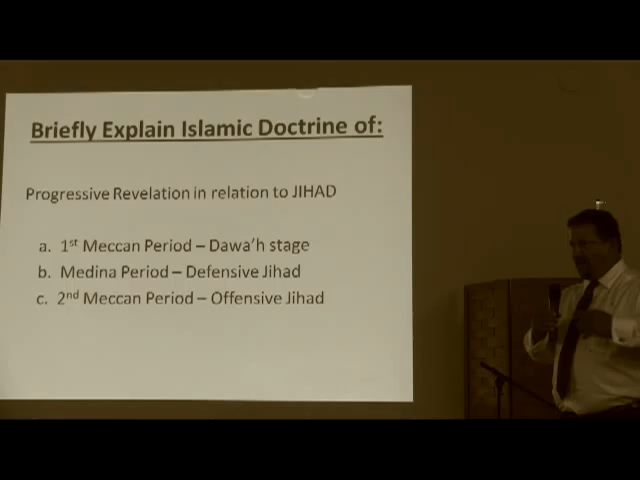 Briefly Explain Islamic Doctrine of:
Progressive Revelation in relation to JIHAD
a. 1st Meccan Period – Dawa'h stage
b. Medina Period – Defensive Jihad
c. 2nd Meccan Period – Offensive Jihad